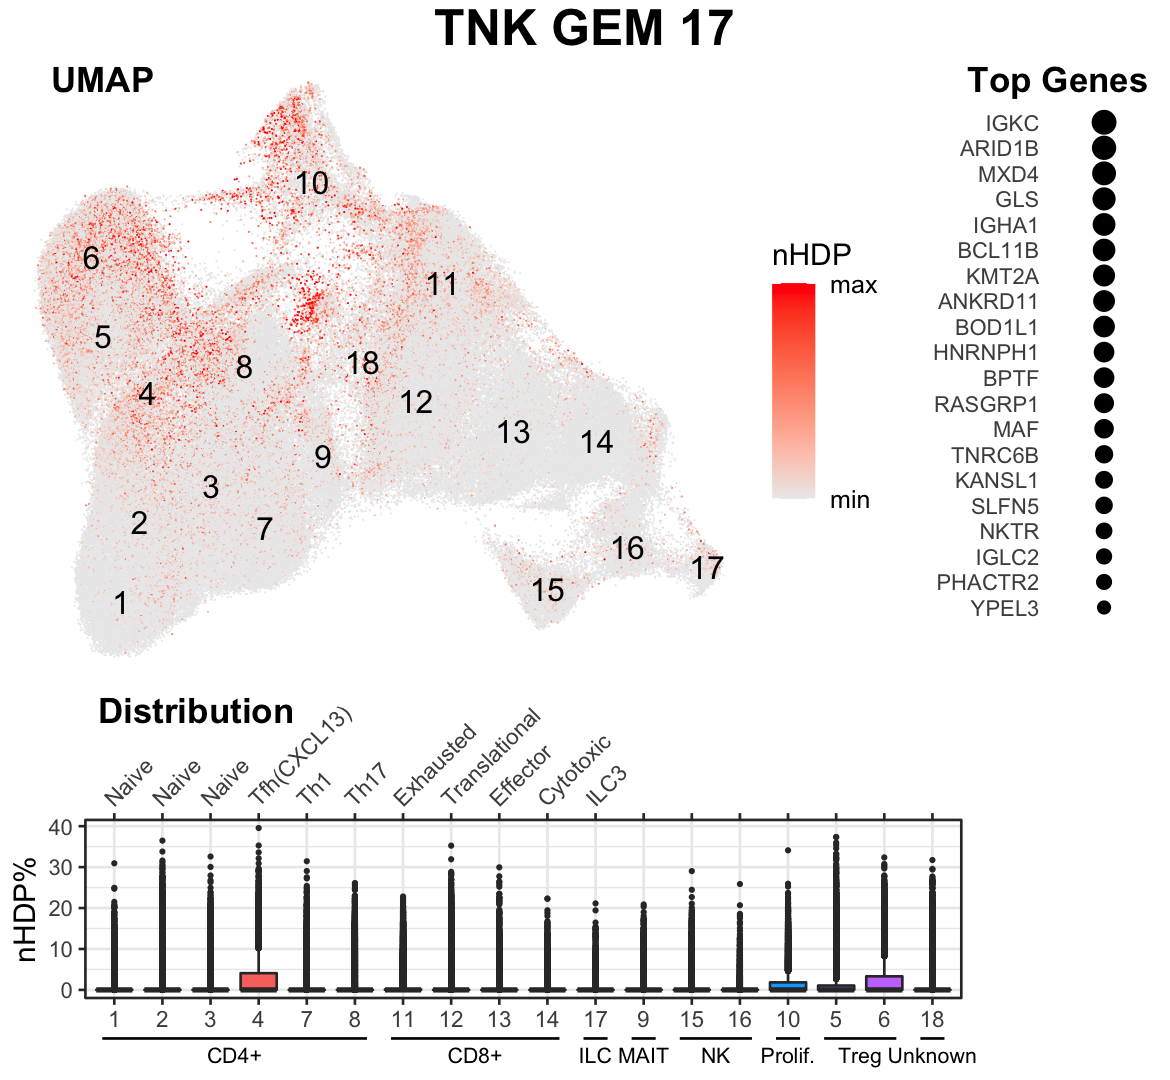 TNK GEM 17
UMAP
10
6
11
5
8
18
4
12
13
14
9
3
2
7
16
17
15
1
nHDP
max
min
Top Genes
IGKC
ARID1B
MXD4
GLS
IGHA1
BCL11B
KMT2A
ANKRD11
BOD1L1
HNRNPH1
BPTF
RASGRP1
MAF
TNRC6B
KANSL1
SLFN5
NKTR
IGLC2
PHACTR2
YPEL3
Distribution
Naive
Naive
Naive
Tfh(CXCL13)
Th1
Th17
Exhausted
Translational
Effector
Cytotoxic
ILC3
nHDP%
40
30
20
10
0
1 2 3 4 7 8 11 12 13 14 17 9 15 16 10 5 6 18
CD4+ CD8+ ILC MAIT NK Prolif. Treg Unknown